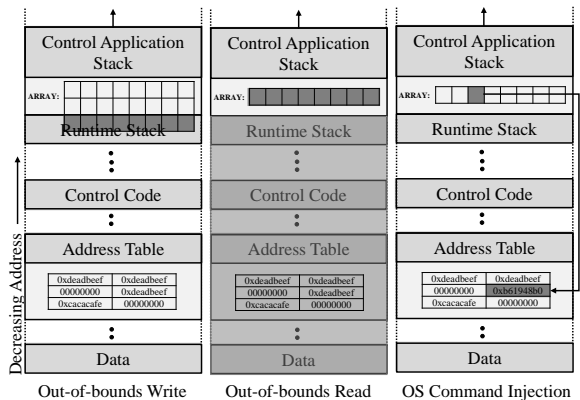 Control Application
Stack
ARRAY:
Runtime Stack
Control Code
Address Table
0xdeadbeef 0xdeadbeef
00000000 0xdeadbeef
0xcacacafe 00000000
Data
Out-of-bounds Write
Control Application
Stack
ARRAY:
Runtime Stack
Control Code
Address Table
0xdeadbeef 0xdeadbeef
00000000 0xdeadbeef
0xcacacafe 00000000
Data
Out-of-bounds Read
Control Application
Stack
ARRAY:
Runtime Stack
Control Code
Address Table
0xdeadbeef 0xdeadbeef
00000000 0xb61948b0
0xcacacafe 00000000
Data
OS Command Injection
Decreasing Address